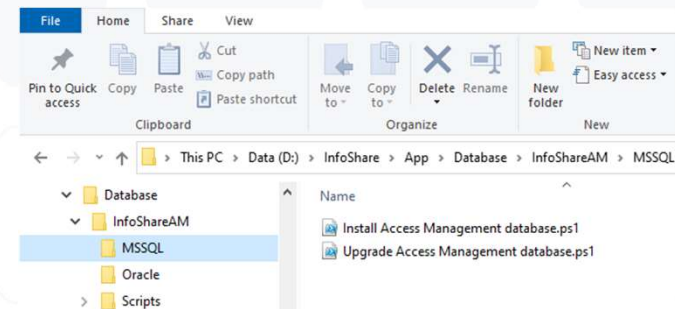 File Home Share View
Pin to Quick access
Copy
Paste
Cut
Copy path
Paste shortcut
Clipboard
Move to
Copy to
Delete
Rename
Organize
New folder
New item
Easy access
New
This PC > Data (D:) > InfoShare > App > Database > InfoShareAM > MSSQL
Database
InfoShareAM
MSSQL
Oracle
Scripts
Name
Install Access Management database.ps1
Upgrade Access Management database.ps1